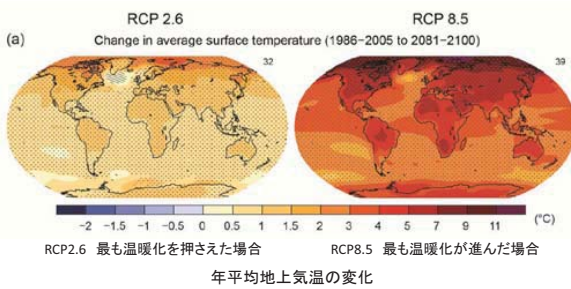 RCP 2.6 RCP 8.5
(a) Change in average surface temperature (1986−2005 to 2081−2100)
32 39
−2 −1.5 −1 −0.5 0 0.5 1 1.5 2 3 4 5 7 9 11 (°C)
RCP2.6 最も温暖化を押さえた場合 RCP8.5 最も温暖化が進んだ場合
年平均地上気温の変化